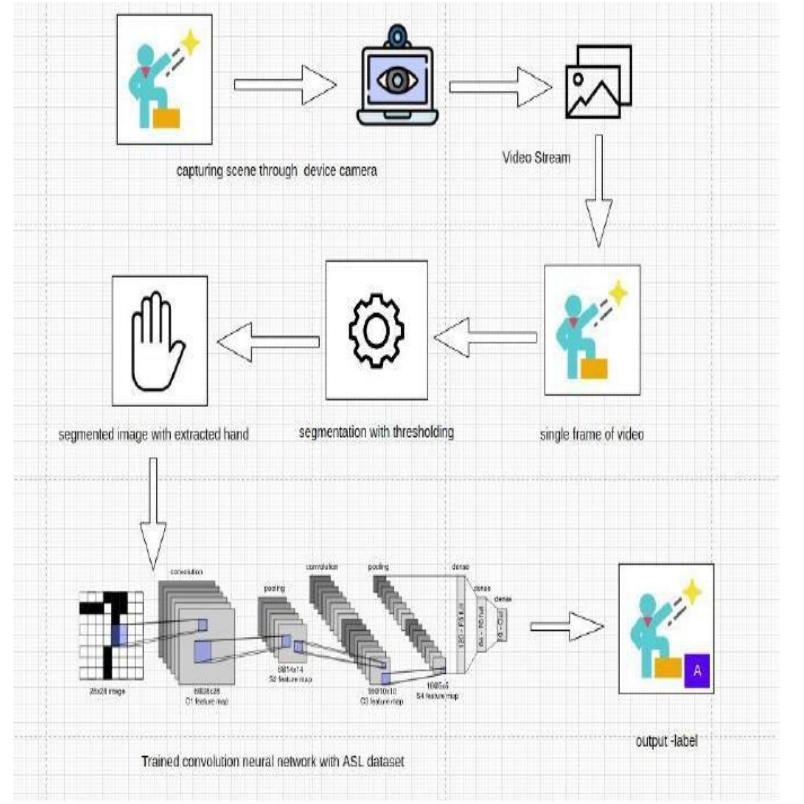 capturing scene through device camera
Video Stream
segmented image with extracted hand
segmentation with thresholding
single frame of video
convolution
pooling
convolution
pooling
dense
dense
dense
28x28 image
6@28x28
C1 feature map
6@14x14
S2 feature map
16@10x10
C3 feature map
16@5x5
S4 feature map
A
output -label
Trained convolution neural network with ASL dataset